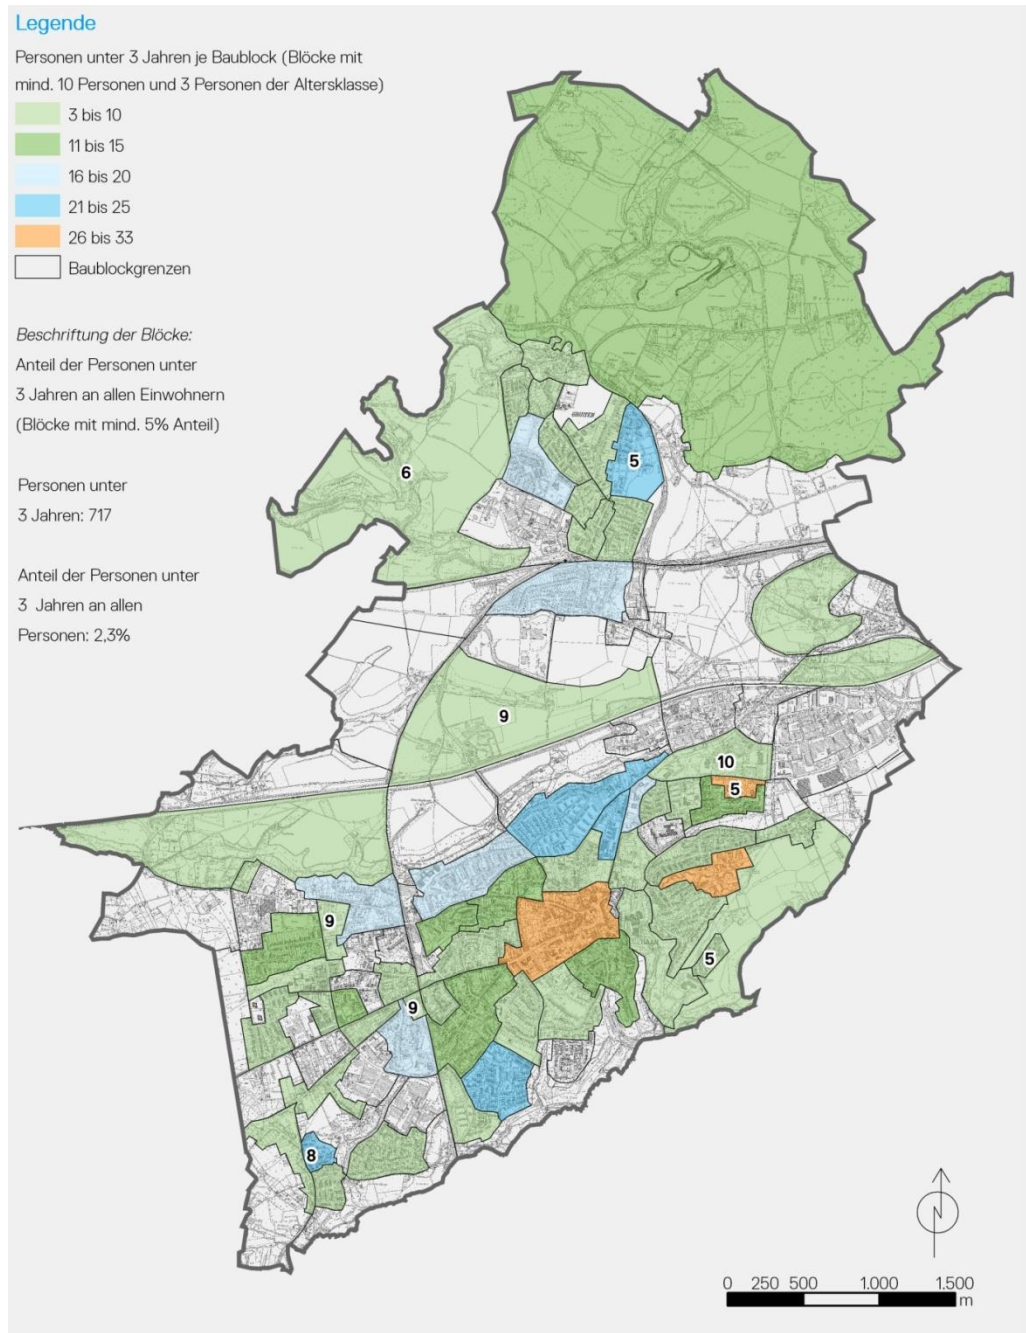 Legende
Personen unter 3 Jahren je Baublock (Blöcke mit
mind. 10 Personen und 3 Personen der Altersklasse)
3 bis 10
11 bis 15
16 bis 20
21 bis 25
26 bis 33
Baublockgrenzen
Beschriftung der Blöcke:
Anteil der Personen unter
3 Jahren an allen Einwohnern
(Blöcke mit mind. 5% Anteil)
Personen unter
3 Jahren: 717
Anteil der Personen unter
3 Jahren an allen
Personen: 2,3%
GRUITEN
5
6
9
10
5
9
5
9
8
0 250 500 1.000 1.500
m